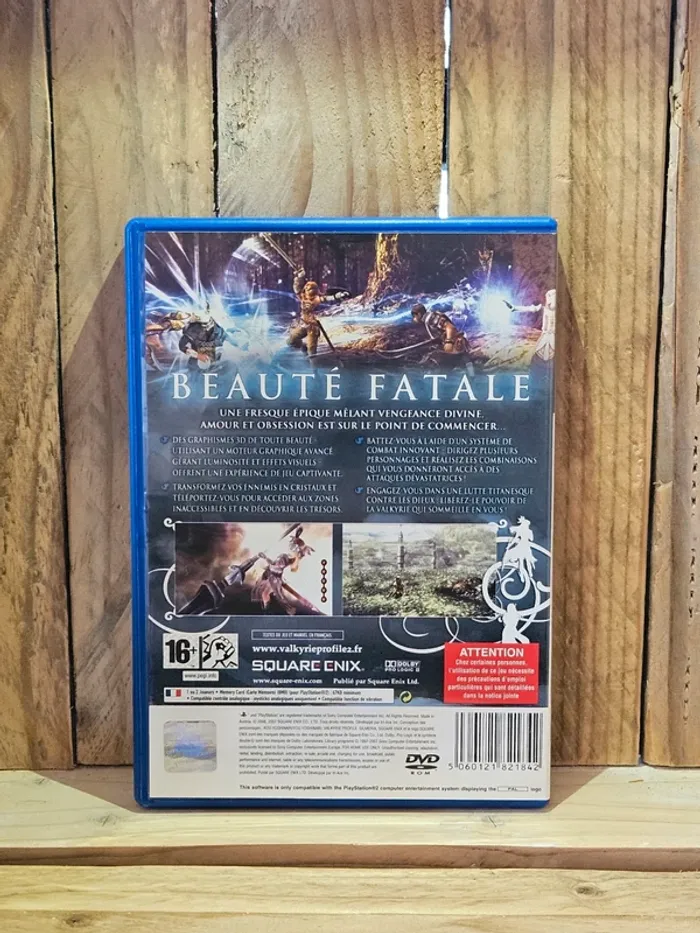 BEAUTÉ FATALE
UNE FRESQUE ÉPIQUE MÊLANT VENGEANCE DIVINE,
AMOUR ET OBSESSION EST SUR LE POINT DE COMMENCER...
DES GRAPHISMES 3D DE TOUTE BEAUTÉ
UTILISANT UN MOTEUR GRAPHIQUE AVANCÉ
GÉRANT LUMINOSITÉ ET EFFETS VISUELS
OFFRENT UNE EXPÉRIENCE DE JEU CAPTIVANTE.
TRANSFORMEZ VOS ENNEMIS EN CRISTAUX ET
TÉLÉPORTEZ-VOUS POUR ACCÉDER AUX ZONES
INACCESSIBLES ET EN DÉCOUVRIR LES TRÉSORS.
BATTEZ-VOUS À L'AIDE D'UN SYSTÈME DE
COMBAT INNOVANT : DIRIGEZ PLUSIEURS
PERSONNAGES ET RÉALISEZ LES COMBINAISONS
QUI VOUS DONNERONT ACCÈS À DES
ATTAQUES DÉVASTATRICES !
ENGAGEZ-VOUS DANS UNE LUTTE TITANESQUE
CONTRE LES DIEUX ! LIBÉREZ LE POUVOIR DE
LA VALKYRIE QUI SOMMEILLE EN VOUS !
16+
www.pegi.info
TEXTES DU JEU ET MANUEL EN FRANÇAIS
www.valkyrieprofile2.fr
SQUARE ENIX
DOLBY
PRO LOGIC II
www.square-enix.com Publié par Square Enix Ltd.
ATTENTION
Chez certaines personnes,
l'utilisation de ce jeu nécessite
des précautions d'emploi
particulières qui sont détaillées
dans la notice jointe
DVD
ROM
5 060121 821842
This software is only compatible with the PlayStation®2 computer entertainment system displaying the PAL logo